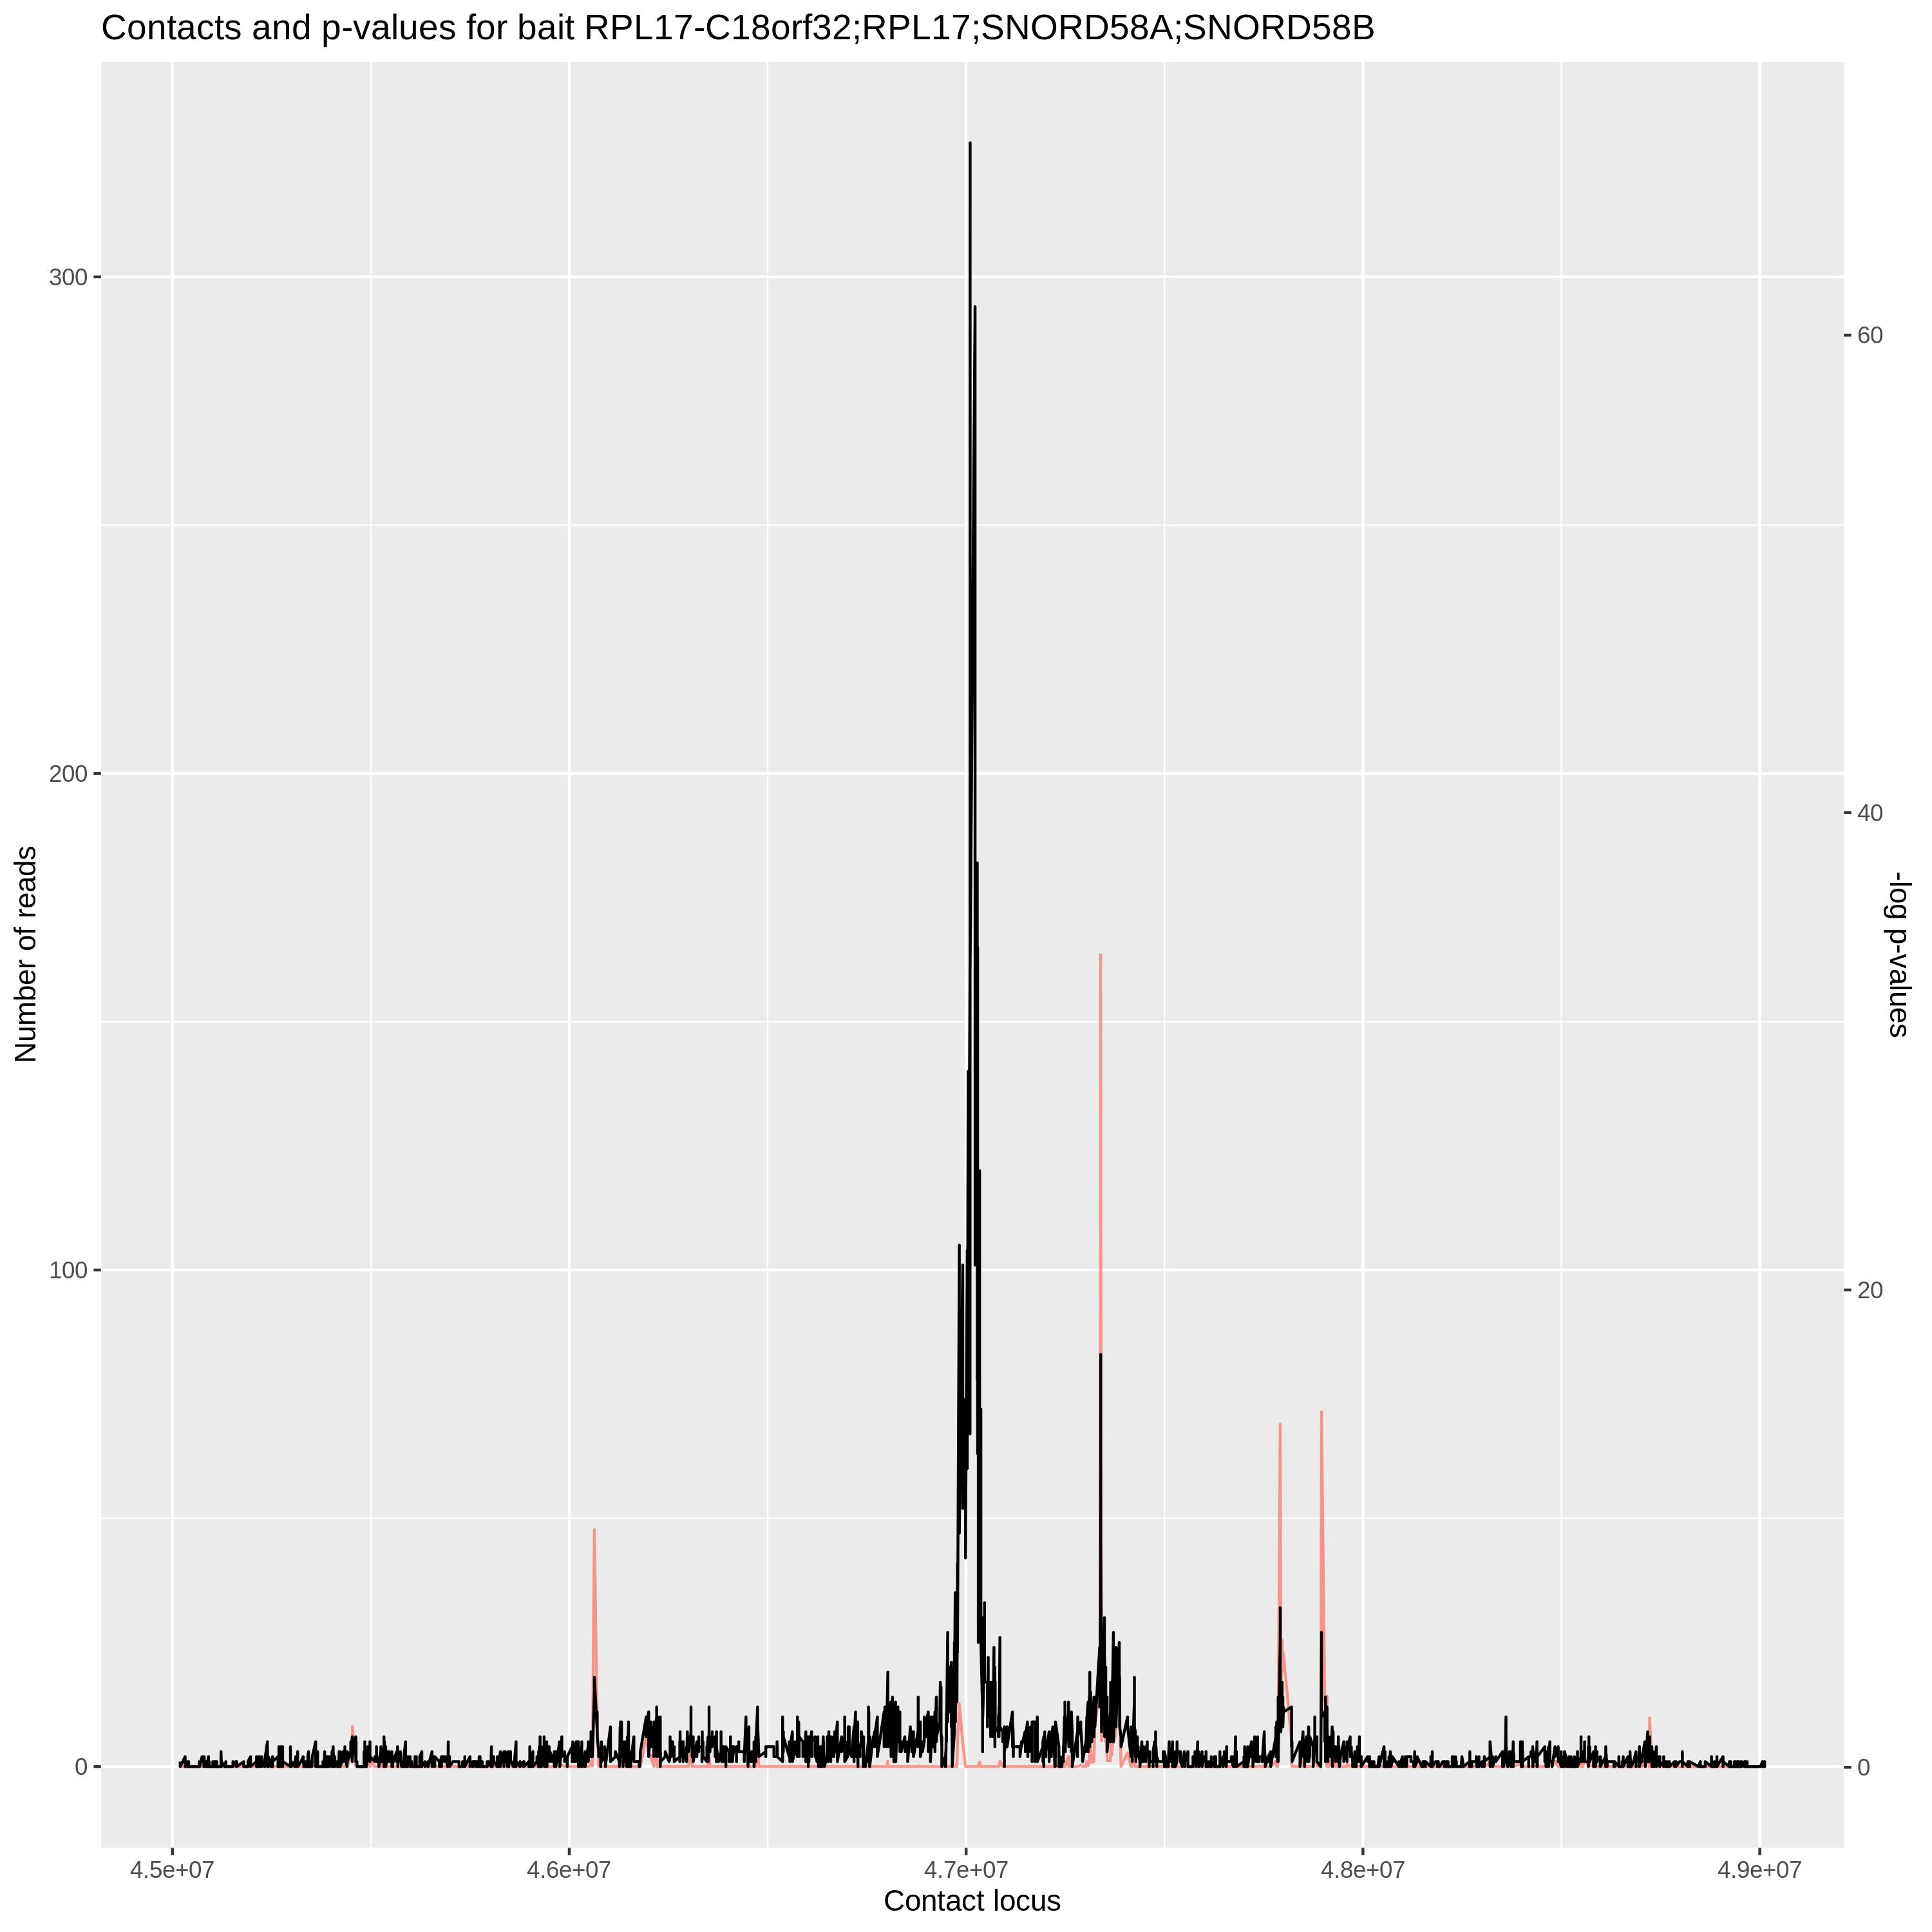 Contacts and p-values for bait RPL17-C18orf32;RPL17;SNORD58A;SNORD58B
300
200
100
0
Number of reads
60
40
20
0
-log p-values
4.5e+07
4.6e+07
4.7e+07
4.8e+07
4.9e+07
Contact locus